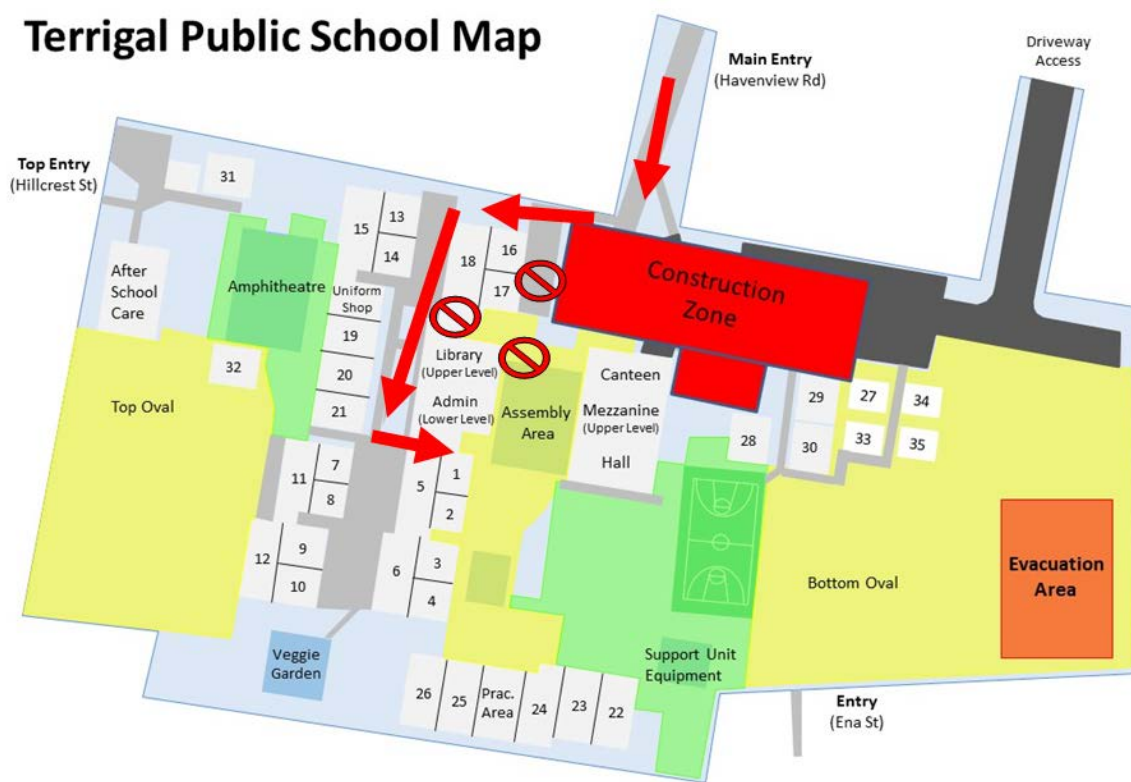 Terrigal Public School Map
Main Entry
(Havenview Rd)
Driveway
Access
Top Entry
(Hillcrest St)
31
15
13
14
16
18
17
Construction
Zone
After
School
Care
Amphitheatre
Uniform
Shop
19
20
21
32
Top Oval
Library
(Upper Level)
Admin
(Lower Level)
Assembly
Area
Canteen
Mezzanine
(Upper Level)
Hall
28
29
30
27
33
34
35
11
7
8
5
1
2
12
9
10
6
3
4
Bottom Oval
Evacuation
Area
Veggie
Garden
Support Unit
Equipment
26
25
Prac.
Area
24
23
22
Entry
(Ena St)